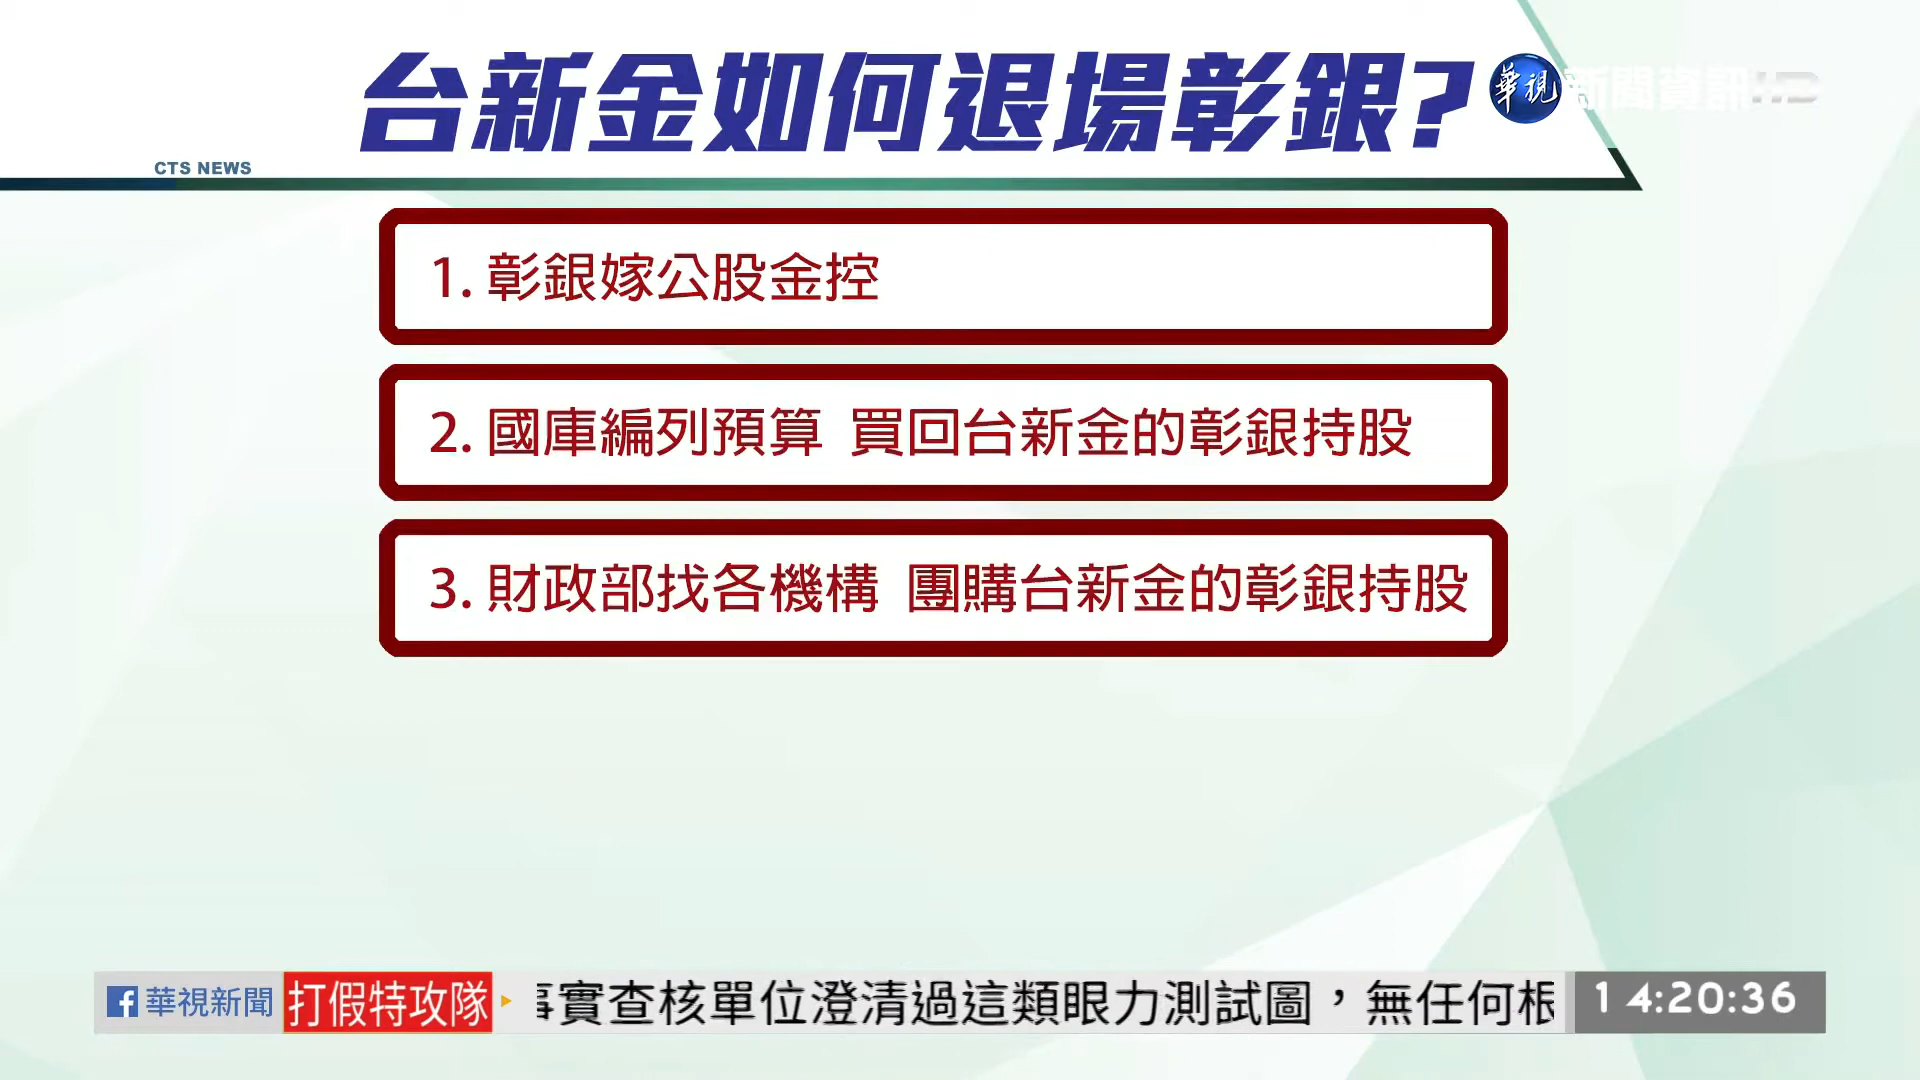 台新金如何退場彰銀?
華視 新聞資訊HD
CTS NEWS
1. 彰銀嫁公股金控
2. 國庫編列預算 買回台新金的彰銀持股
3. 財政部找各機構 團購台新金的彰銀持股
華視新聞 打假特攻隊 事實查核單位澄清過這類眼力測試圖，無任何根 14:20:36